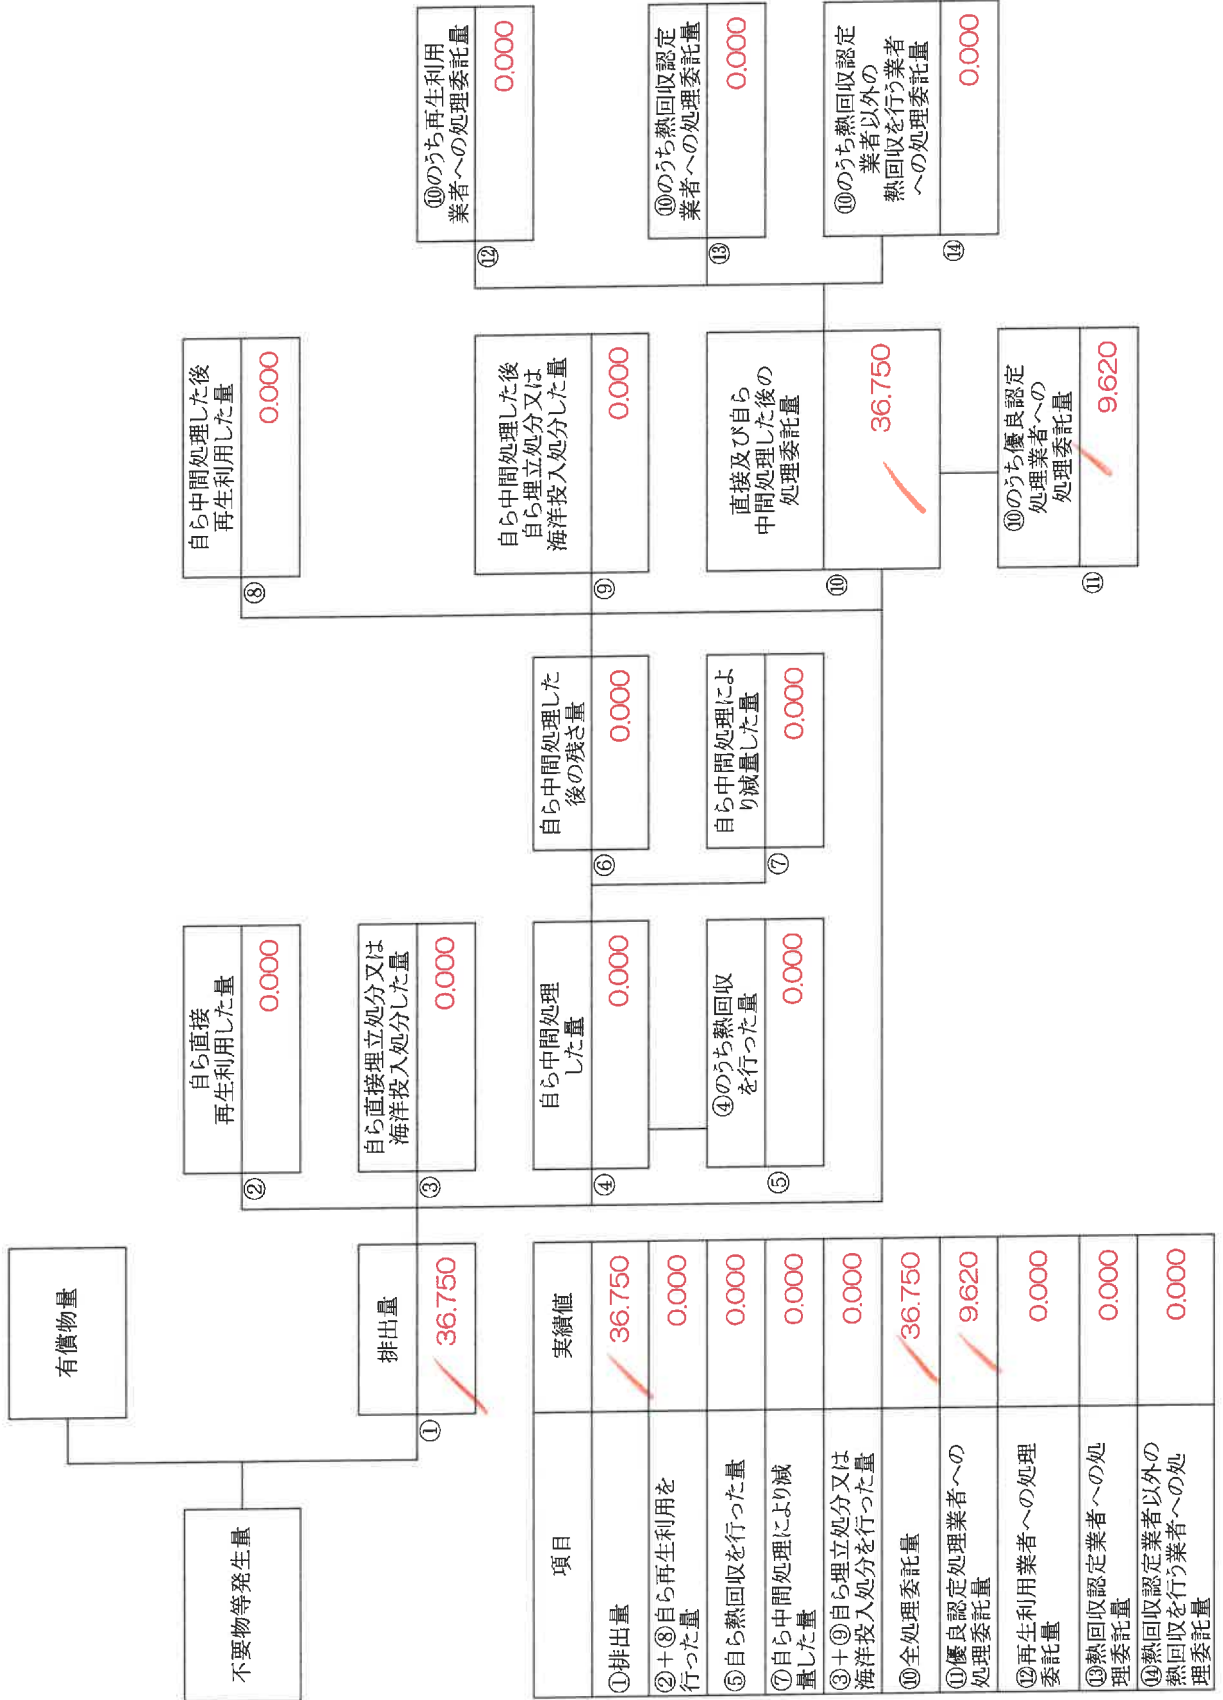 不要物等発生量
有償物量
排出量
①
36.750
自ら直接
再生利用した量
②
0.000
自ら直接埋立処分又は
海洋投入処分した量
③
0.000
自ら中間処理
した量
④
0.000
④のうち熱回収
を行った量
⑤
0.000
自ら中間処理した
後の残さ量
⑥
0.000
自ら中間処理によ
り減量した量
⑦
0.000
自ら中間処理した後
再生利用した量
⑧
0.000
自ら中間処理した後
自ら埋立処分又は
海洋投入処分した量
⑨
0.000
直接及び自ら
中間処理した後の
処理委託量
⑩
36.750
⑩のうち優良認定
処理業者への
処理委託量
⑪
9.620
⑩のうち再生利用
業者への処理委託量
⑫
0.000
⑩のうち熱回収認定
業者への処理委託量
⑬
0.000
⑩のうち熱回収認定
業者以外の
熱回収を行う業者
への処理委託量
⑭
0.000
項目 実績値
①排出量 36.750
②+⑧自ら再生利用を
行った量 0.000
⑤自ら熱回収を行った量 0.000
⑦自ら中間処理により減
量した量 0.000
③+⑨自ら埋立処分又は
海洋投入処分を行った量 0.000
⑩全処理委託量 36.750
⑪優良認定処理業者への
処理委託量 9.620
⑫再生利用業者への処理
委託量 0.000
⑬熱回収認定業者への処
理委託量 0.000
⑭熱回収認定業者以外の
熱回収を行う業者への処
理委託量 0.000